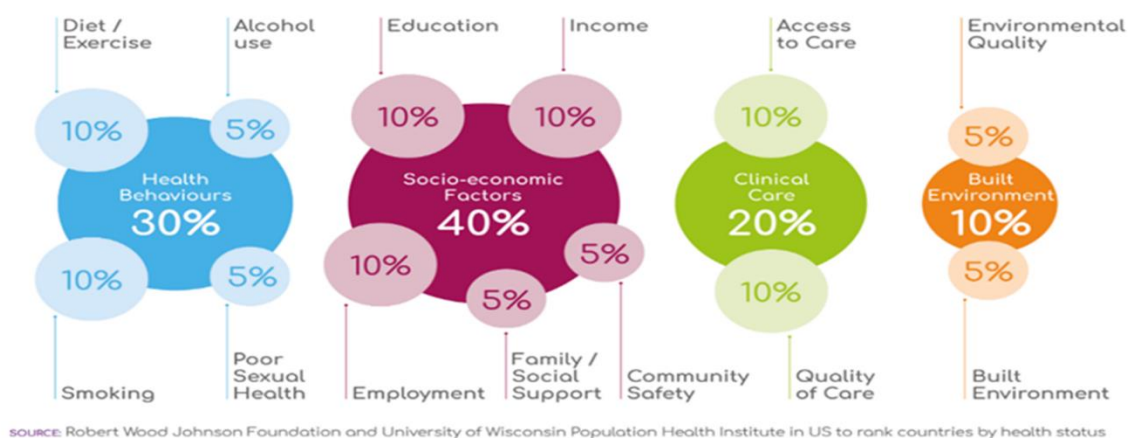 Diet /
Exercise
Alcohol
use
Education
Income
Access
to Care
Environmental
Quality
10%
5%
10%
10%
10%
5%
Health
Behaviours
30%
Socio-economic
Factors
40%
Clinical
Care
20%
Built
Environment
10%
10%
5%
10%
5%
5%
10%
5%
Smoking
Poor
Sexual
Health
Employment
Family /
Social
Support
Community
Safety
Quality
of Care
Built
Environment
SOURCE: Robert Wood Johnson Foundation and University of Wisconsin Population Health Institute in US to rank countries by health status